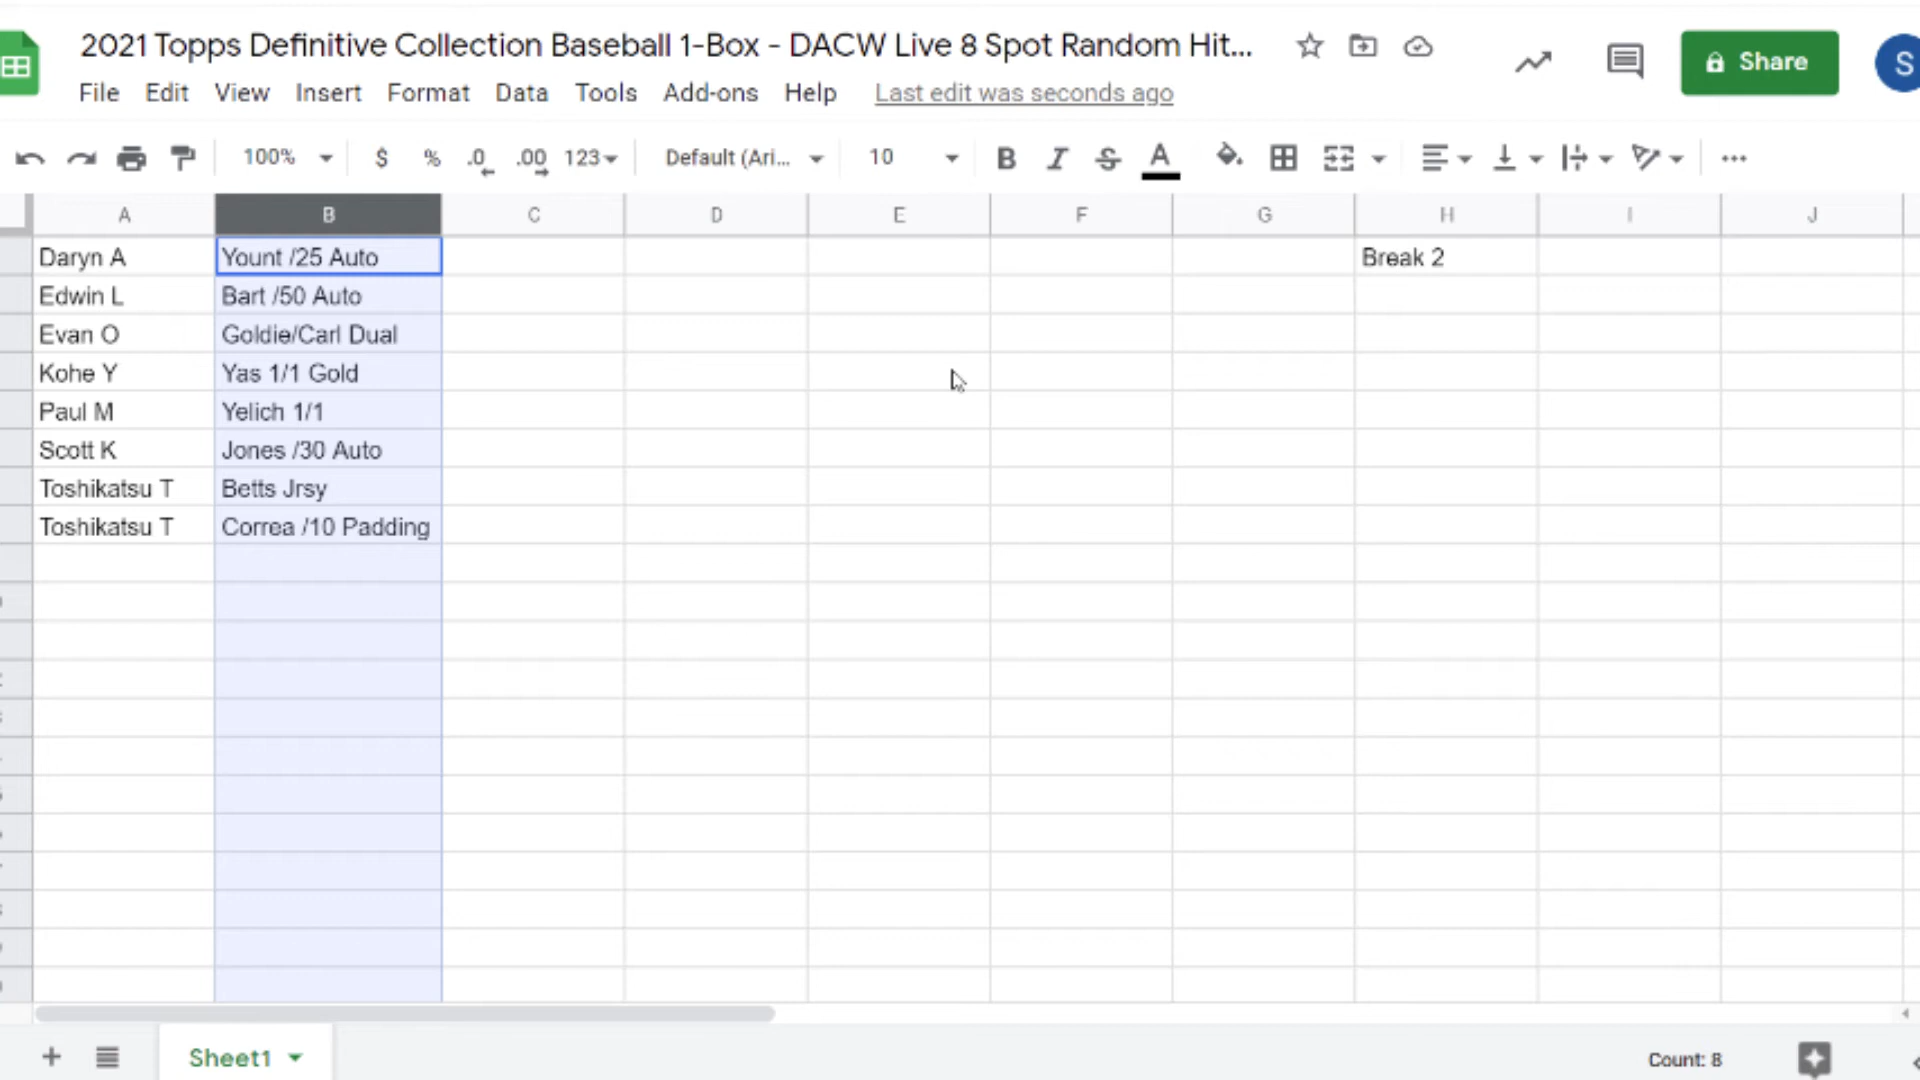 2021 Topps Definitive Collection Baseball 1-Box - DACW Live 8 Spot Random Hit...
Share
S
File Edit View Insert Format Data Tools Add-ons Help Last edit was seconds ago
100% $ % .0 .00 123 Default (Ari... 10 B I S A
A B C D E F G H I J
Daryn A Yount /25 Auto Break 2
Edwin L Bart /50 Auto
Evan O Goldie/Carl Dual
Kohe Y Yas 1/1 Gold
Paul M Yelich 1/1
Scott K Jones /30 Auto
Toshikatsu T Betts Jrsy
Toshikatsu T Correa /10 Padding
Sheet1 Count: 8